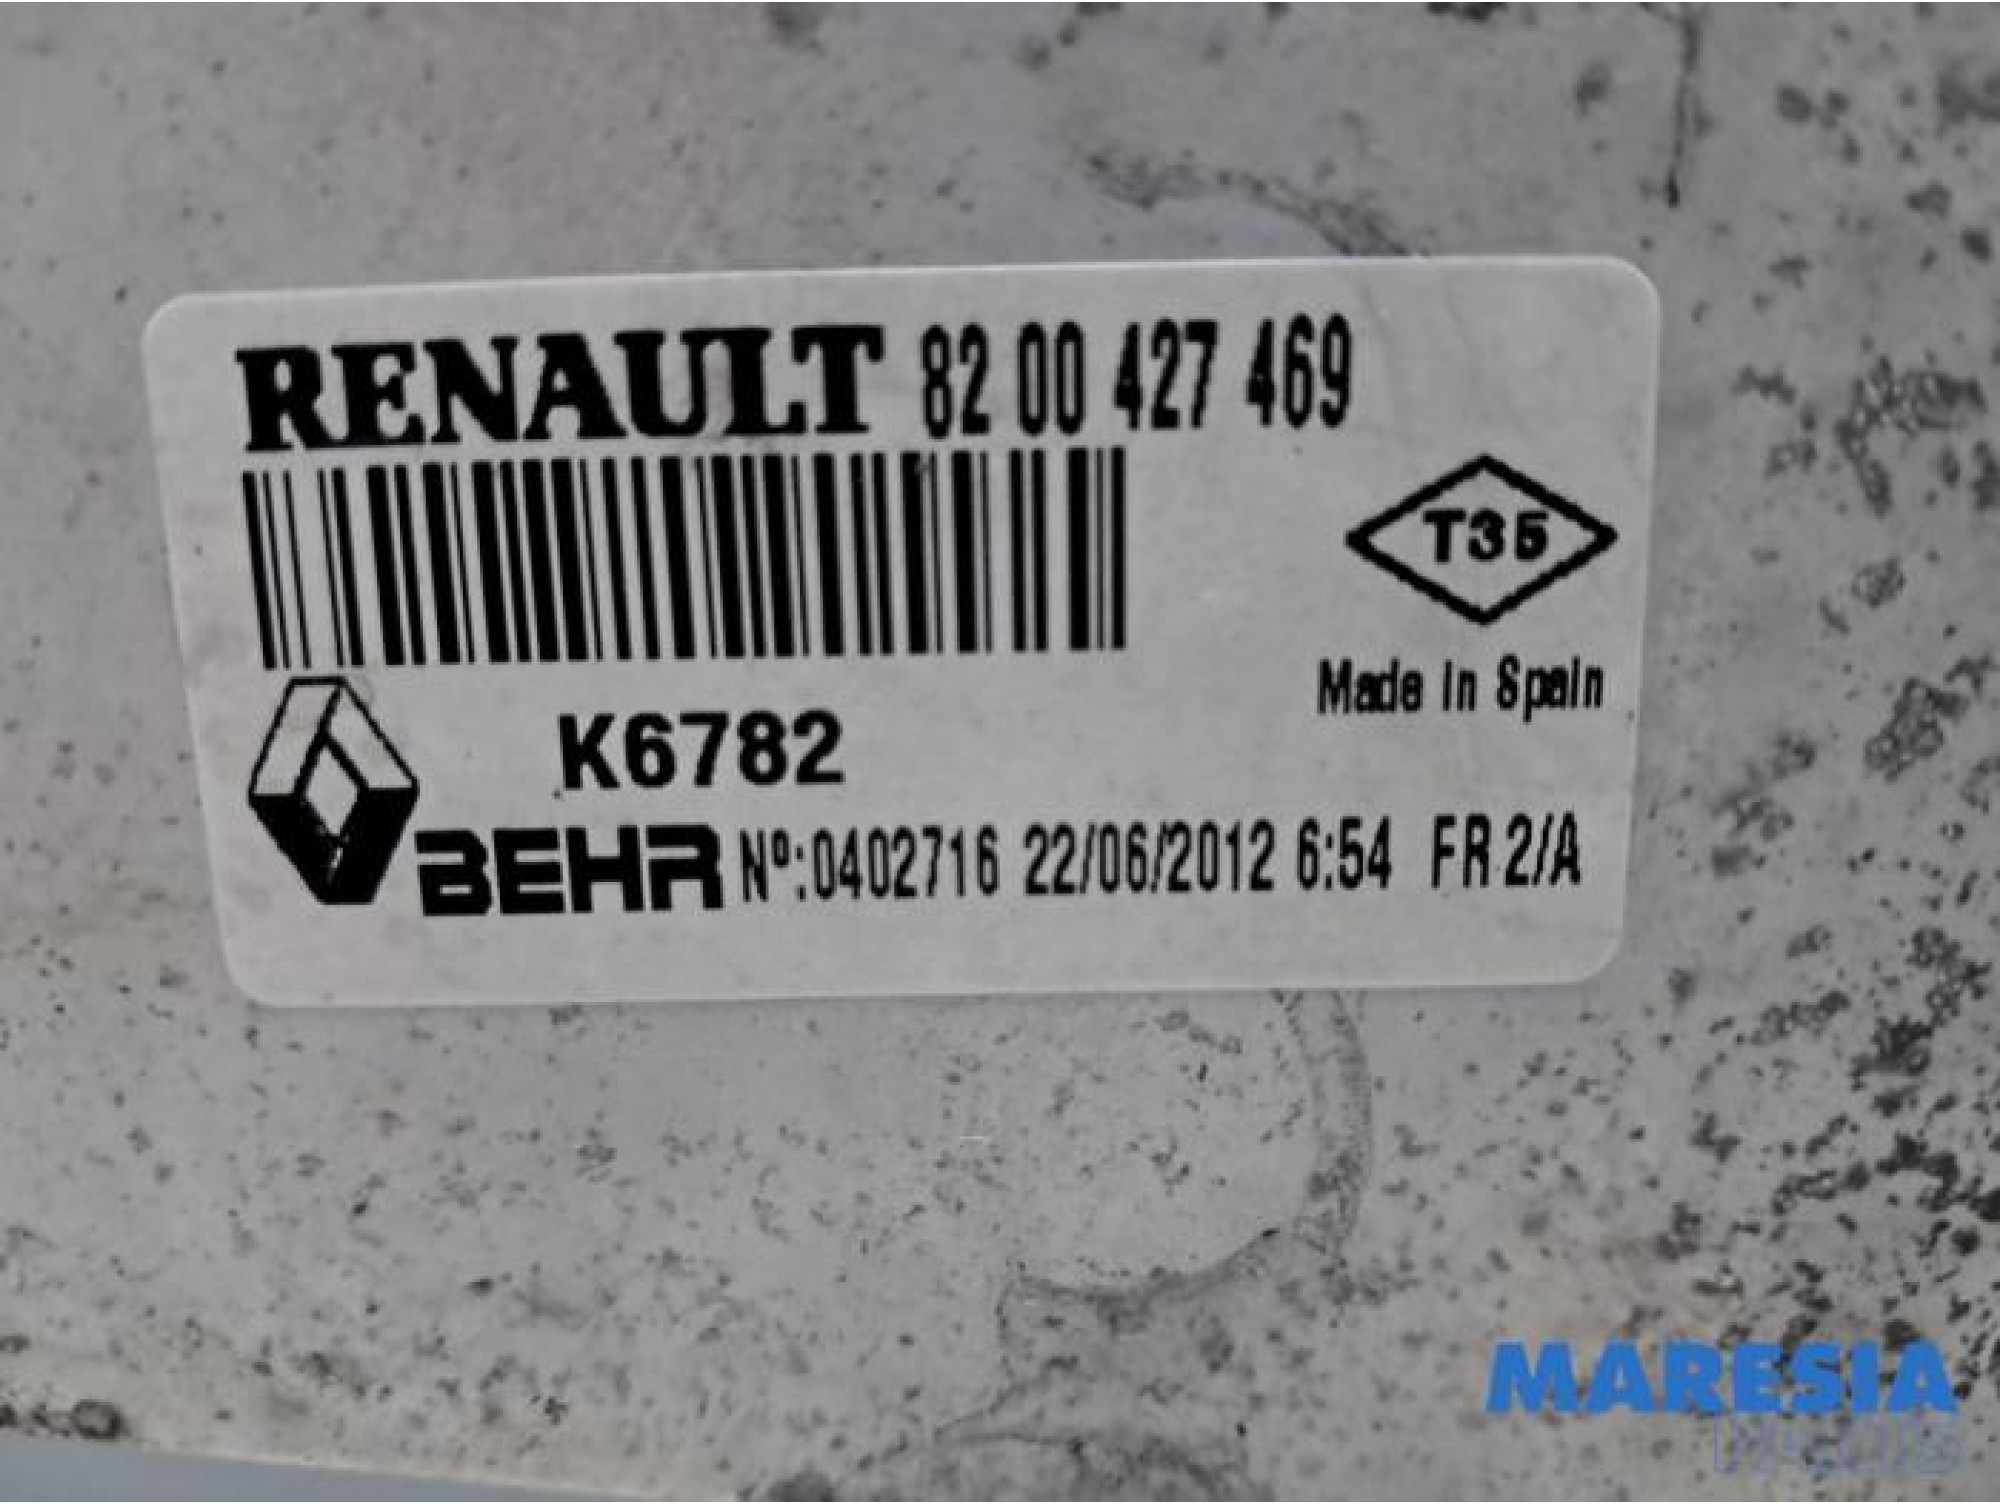 RENAULT 82 00 427 469
T35
Made in Spain
K6782
BEHR Nº:0402716 22/06/2012 6:54 FR 2/A
MARESIA
PARTS